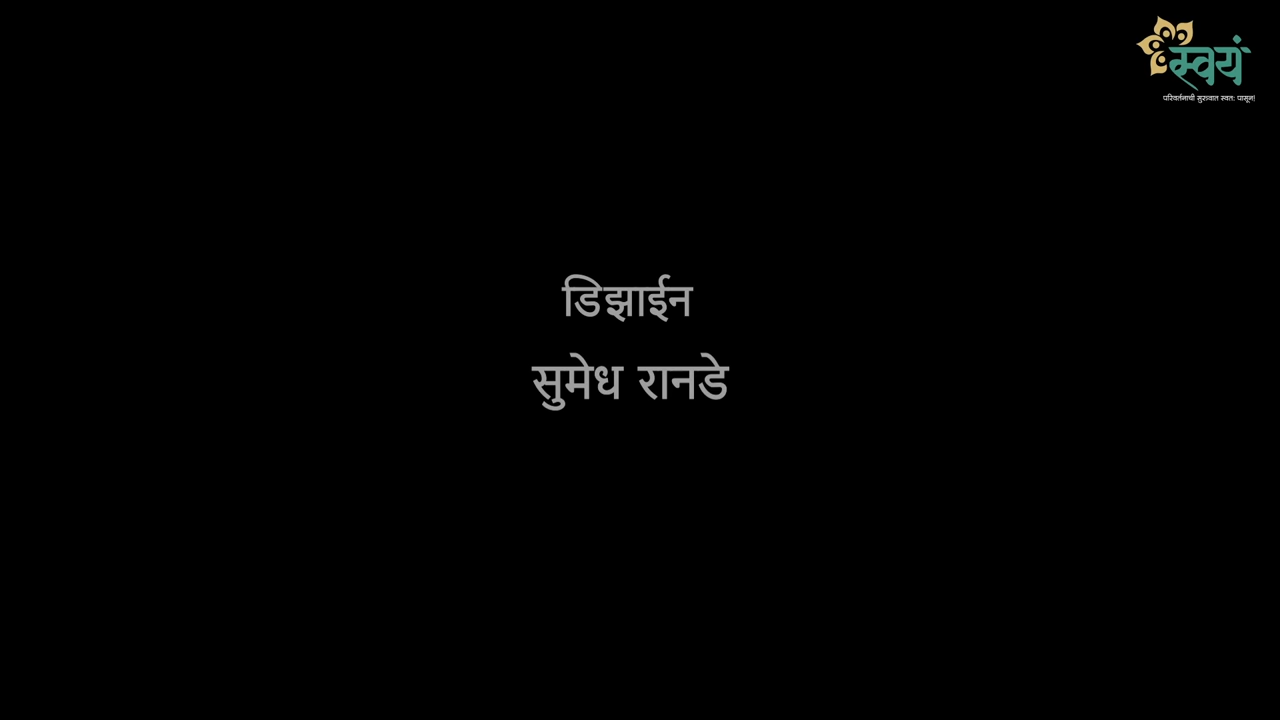 स्वयं
परिवर्तनाची सुरुवात स्वतः पासून!
डिझाईन
सुमेध रानडे